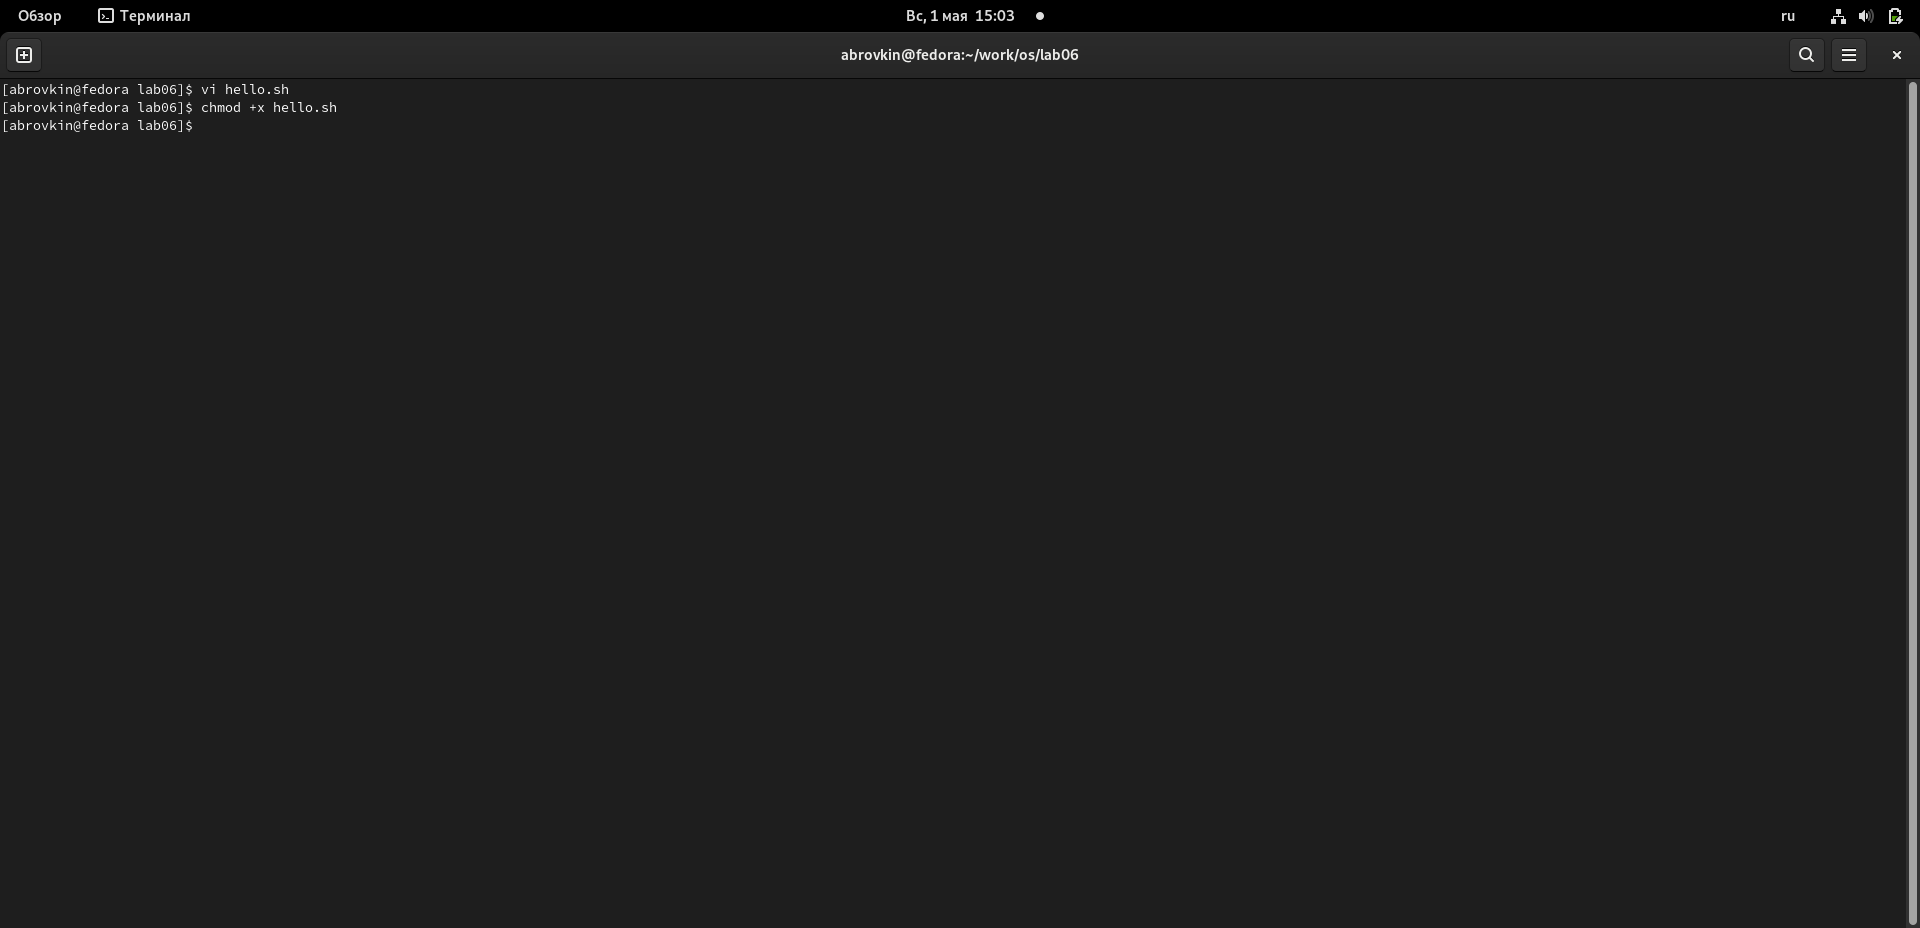 Обзор Терминал Вс, 1 мая 15:03 ru
abrovkin@fedora:~/work/os/lab06
[abrovkin@fedora lab06]$ vi hello.sh
[abrovkin@fedora lab06]$ chmod +x hello.sh
[abrovkin@fedora lab06]$